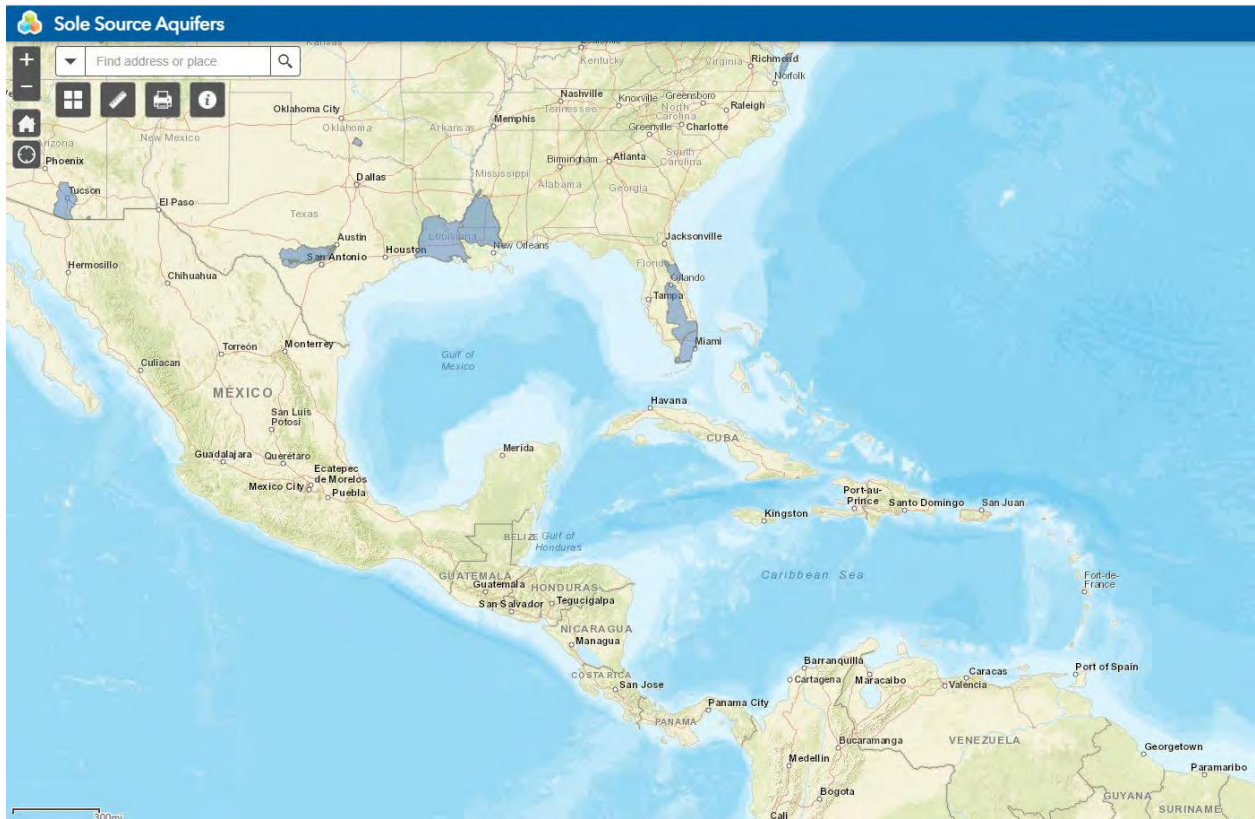 Sole Source Aquifers
+
Find address or place
−
Kentucky
Virginia
Richmond
Norfolk
Nashville
Knoxville
Greensboro
Tennessee
North
Carolina
Raleigh
Oklahoma City
Oklahoma
Arkansas
Memphis
Greenville
Charlotte
New Mexico
Phoenix
Birmingham
Atlanta
South
Carolina
Mississippi
Alabama
Georgia
Dallas
Tucson
El Paso
Texas
Austin
Houston
San Antonio
Louisiana
New Orleans
Jacksonville
Florida
Orlando
Tampa
Miami
Hermosillo
Chihuahua
Torreón
Monterrey
Culiacan
Gulf of
Mexico
MÉXICO
San Luis
Potosí
Havana
CUBA
Guadalajara
Queretaro
Ecatepec
de Morelos
Mexico City
Puebla
Merida
Port-au-
Prince
Santo Domingo
San Juan
Kingston
BELIZE
Gulf of
Honduras
Caribbean Sea
Fort-de-
France
GUATEMALA
Guatemala
HONDURAS
San Salvador
Tegucigalpa
NICARAGUA
Managua
COSTA RICA
San Jose
Panama City
PANAMA
Barranquilla
Cartagena
Maracaibo
Caracas
Valencia
Port of Spain
Bucaramanga
VENEZUELA
Medellin
Bogota
Cali
Georgetown
Paramaribo
GUYANA
SURINAME
300mi